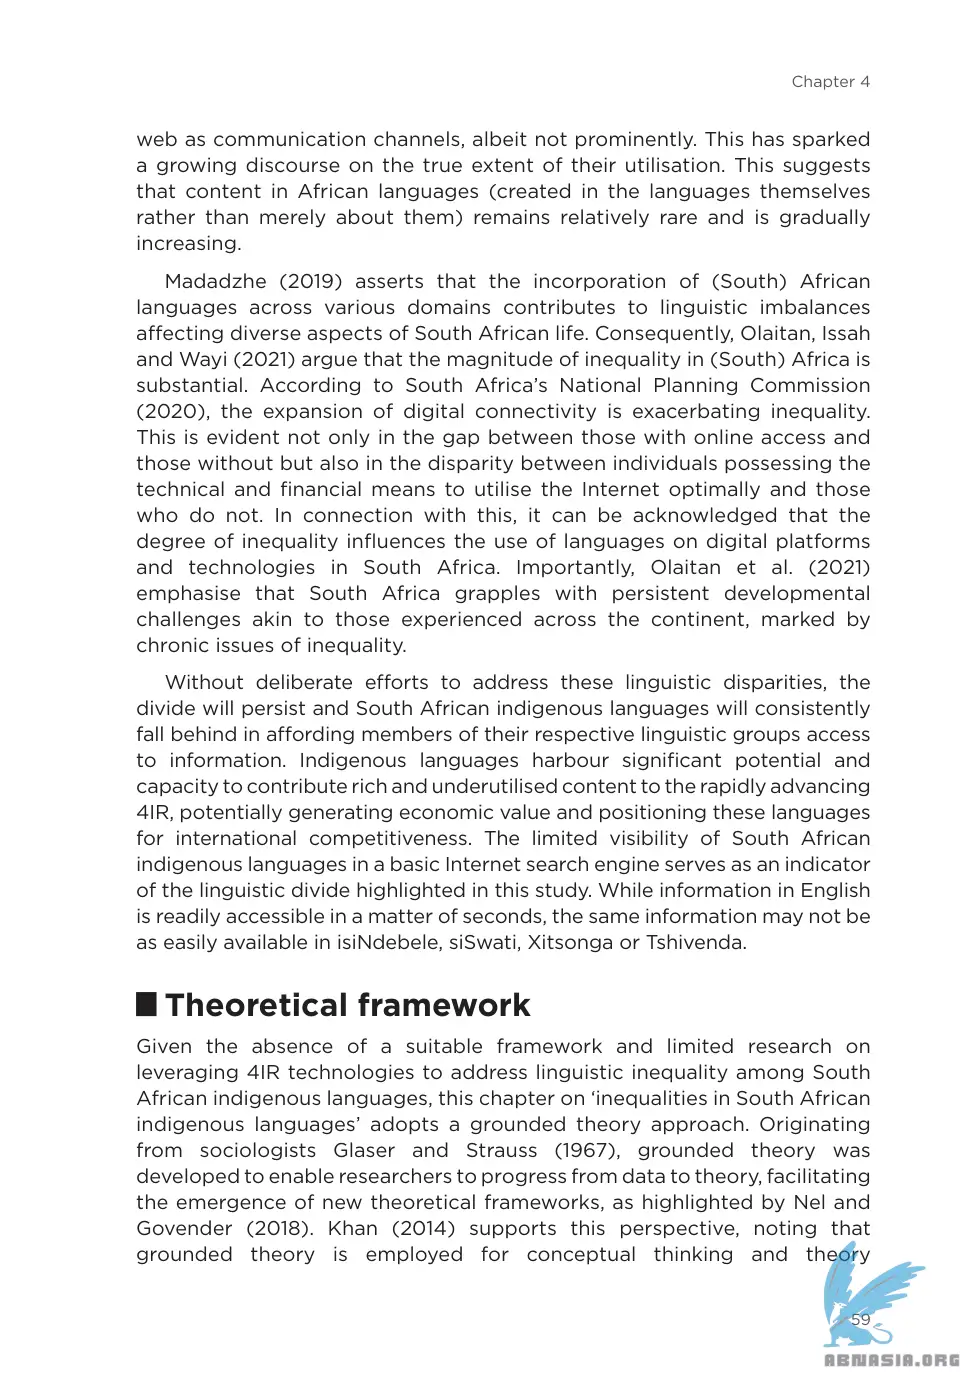 Chapter 4
web as communication channels, albeit not prominently. This has sparked
a growing discourse on the true extent of their utilisation. This suggests
that content in African languages (created in the languages themselves
rather than merely about them) remains relatively rare and is gradually
increasing.
Madadzhe (2019) asserts that the incorporation of (South) African
languages across various domains contributes to linguistic imbalances
affecting diverse aspects of South African life. Consequently, Olaitan, Issah
and Wayi (2021) argue that the magnitude of inequality in (South) Africa is
substantial. According to South Africa’s National Planning Commission
(2020), the expansion of digital connectivity is exacerbating inequality.
This is evident not only in the gap between those with online access and
those without but also in the disparity between individuals possessing the
technical and financial means to utilise the Internet optimally and those
who do not. In connection with this, it can be acknowledged that the
degree of inequality influences the use of languages on digital platforms
and technologies in South Africa. Importantly, Olaitan et al. (2021)
emphasise that South Africa grapples with persistent developmental
challenges akin to those experienced across the continent, marked by
chronic issues of inequality.
Without deliberate efforts to address these linguistic disparities, the
divide will persist and South African indigenous languages will consistently
fall behind in affording members of their respective linguistic groups access
to information. Indigenous languages harbour significant potential and
capacity to contribute rich and underutilised content to the rapidly advancing
4IR, potentially generating economic value and positioning these languages
for international competitiveness. The limited visibility of South African
indigenous languages in a basic Internet search engine serves as an indicator
of the linguistic divide highlighted in this study. While information in English
is readily accessible in a matter of seconds, the same information may not be
as easily available in isiNdebele, siSwati, Xitsonga or Tshivenda.
Theoretical framework
Given the absence of a suitable framework and limited research on
leveraging 4IR technologies to address linguistic inequality among South
African indigenous languages, this chapter on ‘inequalities in South African
indigenous languages’ adopts a grounded theory approach. Originating
from sociologists Glaser and Strauss (1967), grounded theory was
developed to enable researchers to progress from data to theory, facilitating
the emergence of new theoretical frameworks, as highlighted by Nel and
Govender (2018). Khan (2014) supports this perspective, noting that
grounded theory is employed for conceptual thinking and theory
59
ABNASIA.ORG